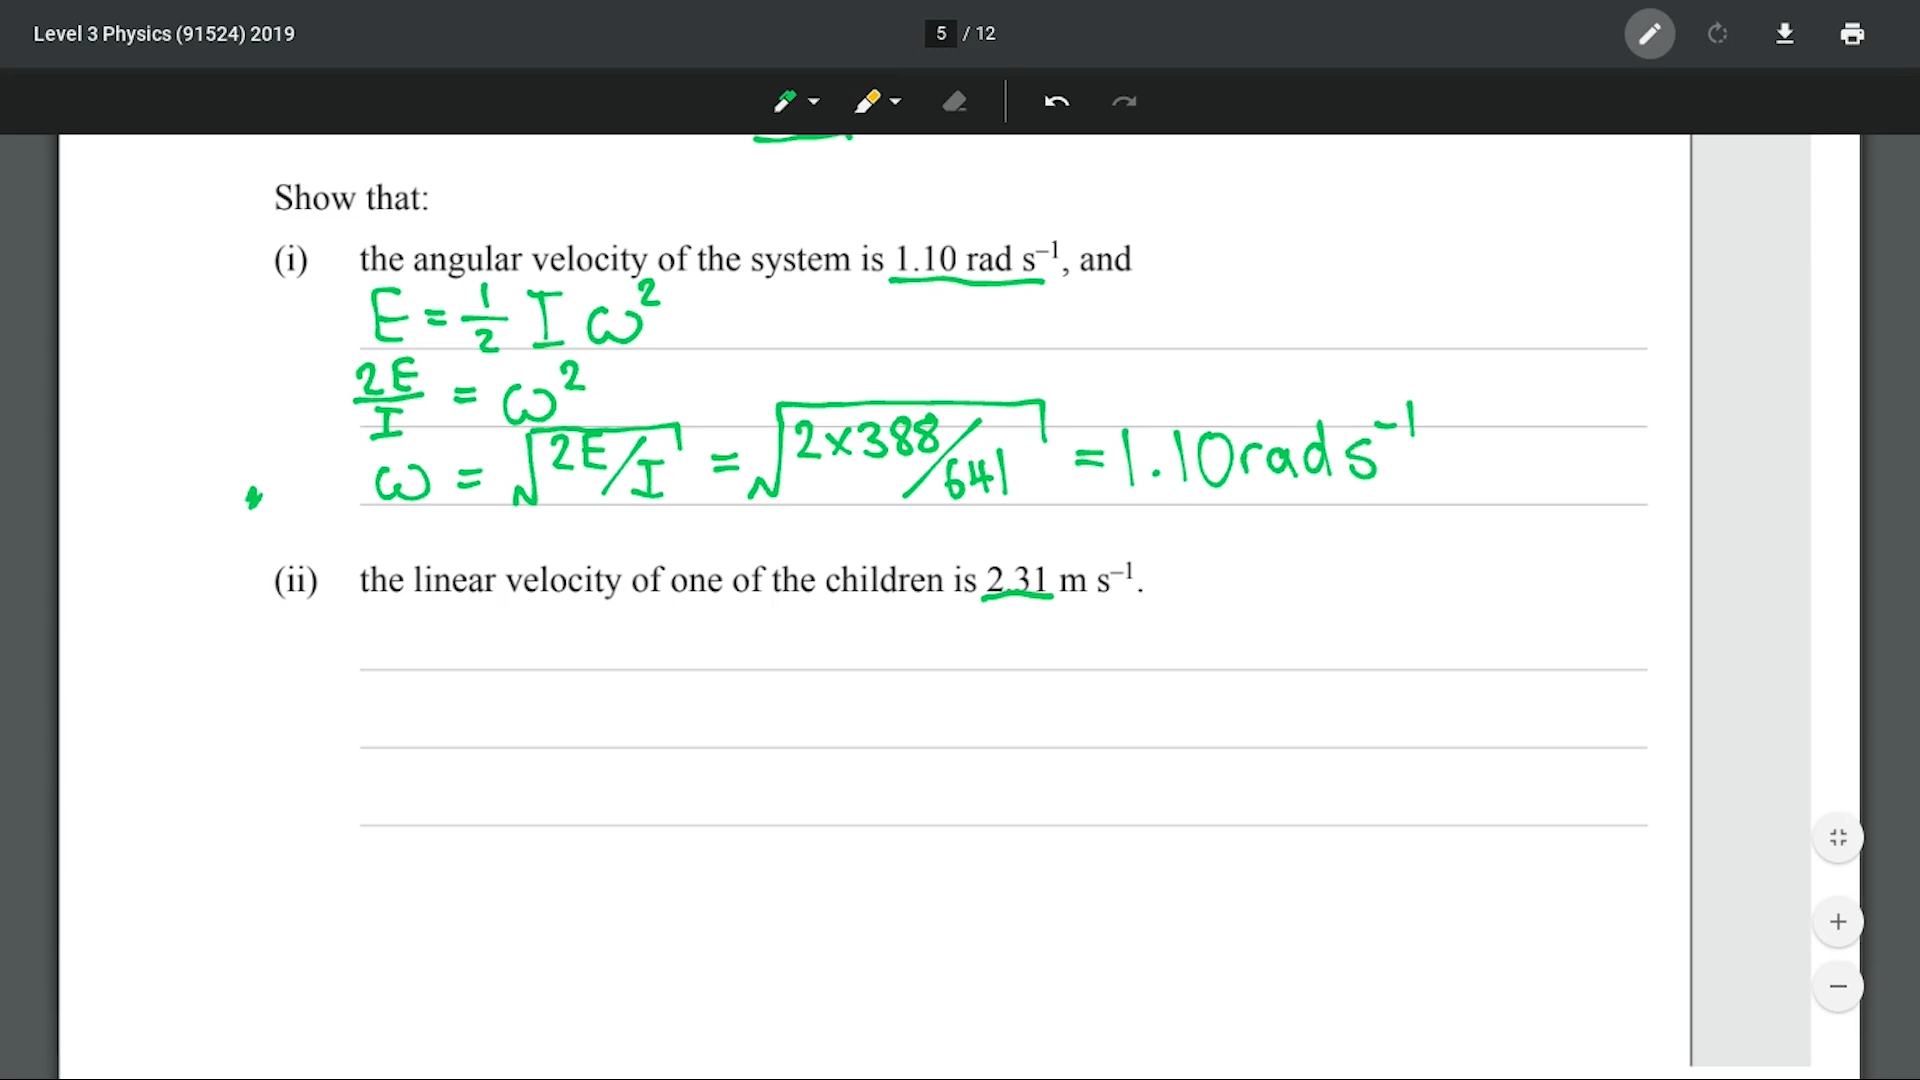 Level 3 Physics (91524) 2019
5 / 12
Show that:
(i) the angular velocity of the system is 1.10 rad s⁻¹, and
E = 1/2 I ω²
2E/I = ω²
ω = √(2E/I) = √(2×388/641) = 1.10 rad s⁻¹
(ii) the linear velocity of one of the children is 2.31 m s⁻¹.